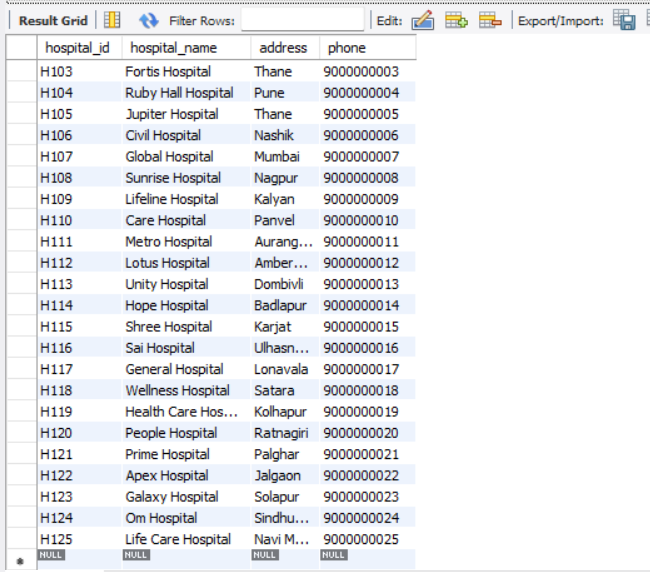 Result Grid Filter Rows: Edit: Export/Import:
hospital_id hospital_name address phone
H103 Fortis Hospital Thane 9000000003
H104 Ruby Hall Hospital Pune 9000000004
H105 Jupiter Hospital Thane 9000000005
H106 Civil Hospital Nashik 9000000006
H107 Global Hospital Mumbai 9000000007
H108 Sunrise Hospital Nagpur 9000000008
H109 Lifeline Hospital Kalyan 9000000009
H110 Care Hospital Panvel 9000000010
H111 Metro Hospital Aurang... 9000000011
H112 Lotus Hospital Amber... 9000000012
H113 Unity Hospital Dombivli 9000000013
H114 Hope Hospital Badlapur 9000000014
H115 Shree Hospital Karjat 9000000015
H116 Sai Hospital Ulhasn... 9000000016
H117 General Hospital Lonavala 9000000017
H118 Wellness Hospital Satara 9000000018
H119 Health Care Hos... Kolhapur 9000000019
H120 People Hospital Ratnagiri 9000000020
H121 Prime Hospital Palghar 9000000021
H122 Apex Hospital Jalgaon 9000000022
H123 Galaxy Hospital Solapur 9000000023
H124 Om Hospital Sindhu... 9000000024
H125 Life Care Hospital Navi M... 9000000025
NULL NULL NULL NULL